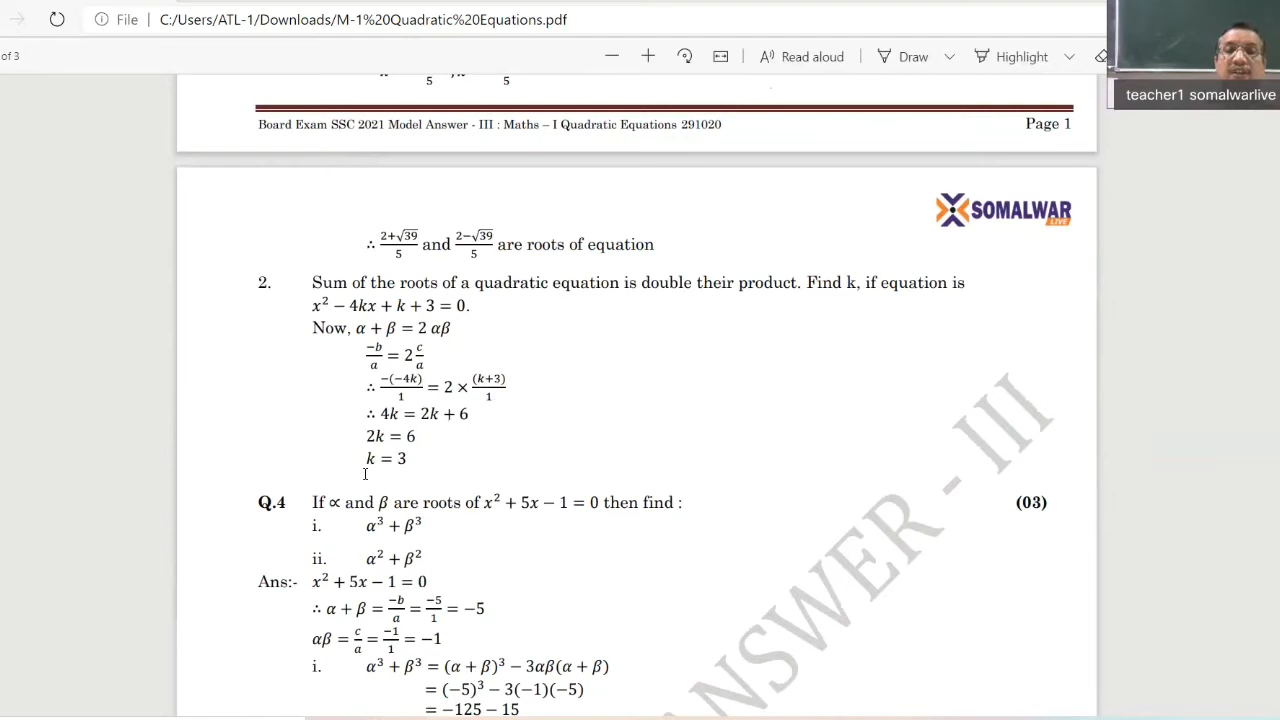 File C:/Users/ATL-1/Downloads/M-1%20Quadratic%20Equations.pdf
of 3
Read aloud Draw Highlight
teacher1 somalwarlive
5 5
Board Exam SSC 2021 Model Answer - III : Maths – I Quadratic Equations 291020 Page 1
SOMALWAR
LIVE
∴ (2+√39)/5 and (2−√39)/5 are roots of equation
2. Sum of the roots of a quadratic equation is double their product. Find k, if equation is
x² − 4kx + k + 3 = 0.
Now, α + β = 2 αβ
−b/a = 2 c/a
∴ −(−4k)/1 = 2 × (k+3)/1
∴ 4k = 2k + 6
2k = 6
k = 3
Q.4 If ∝ and β are roots of x² + 5x − 1 = 0 then find : (03)
i. α³ + β³
ii. α² + β²
Ans:- x² + 5x − 1 = 0
∴ α + β = −b/a = −5/1 = −5
αβ = c/a = −1/1 = −1
i. α³ + β³ = (α + β)³ − 3αβ(α + β)
= (−5)³ − 3(−1)(−5)
= −125 − 15
ANSWER - III